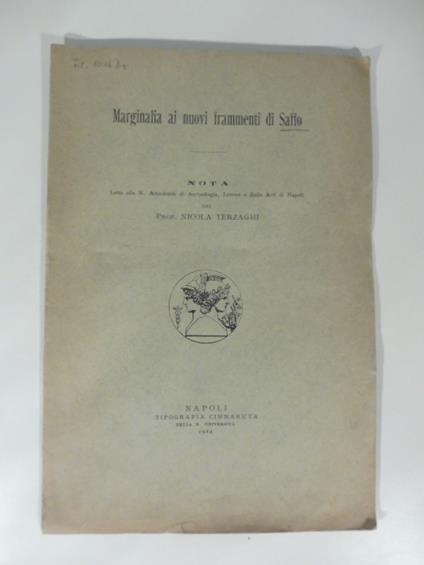 Marginalia ai nuovi frammenti di Saffo
NOTA
Letta alla R. Accademia di Archeologia, Lettere e Belle Arti di Napoli
DAL
PROF. NICOLA TERZAGHI
NAPOLI
TIPOGRAFIA CIMMARUTA
DELLA R. UNIVERSITÀ